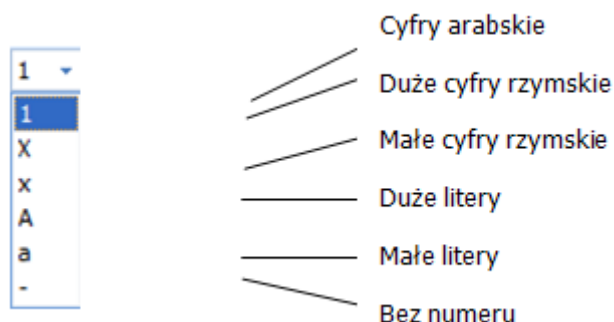 1
1
X
x
A
a
-
Cyfry arabskie
Duże cyfry rzymskie
Małe cyfry rzymskie
Duże litery
Małe litery
Bez numeru